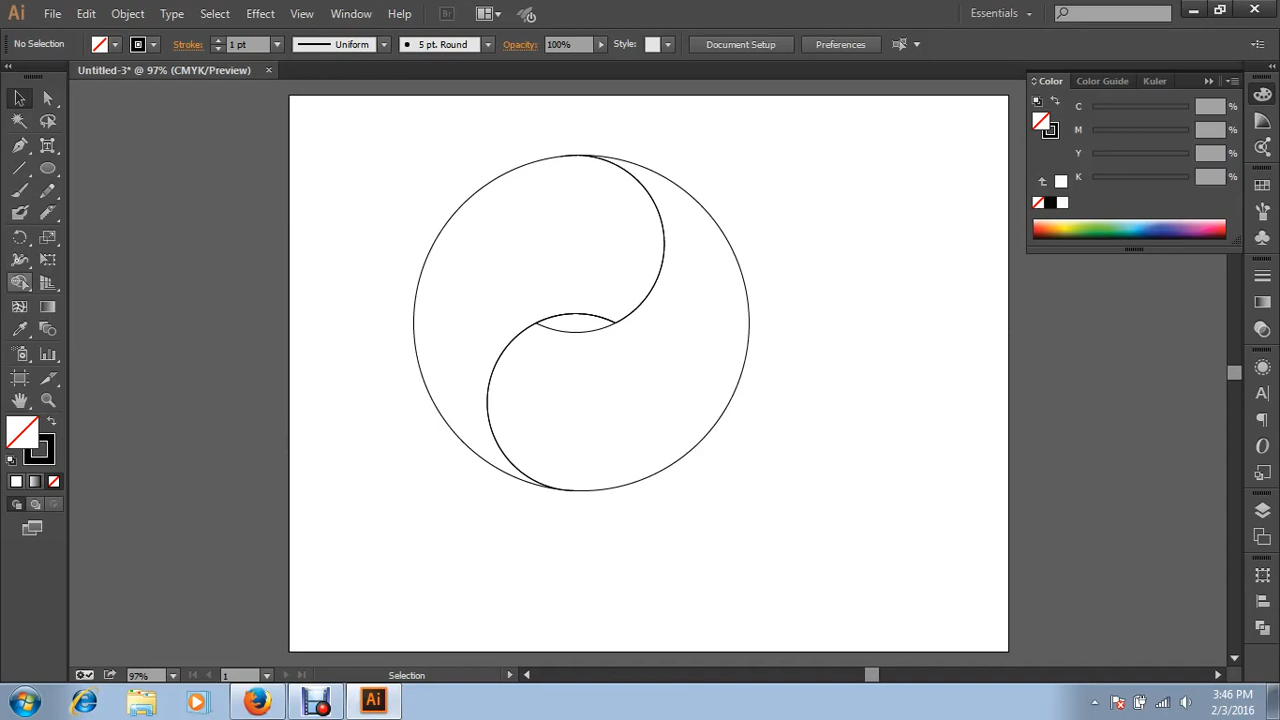 Ai File Edit Object Type Select Effect View Window Help Br Essentials
No Selection Stroke: 1 pt Uniform 5 pt. Round Opacity: 100% Style: Document Setup Preferences
Untitled-3* @ 97% (CMYK/Preview)
Color Color Guide Kuler
C %
M %
Y %
K %
97% 1 Selection
Ai
3:46 PM
2/3/2016